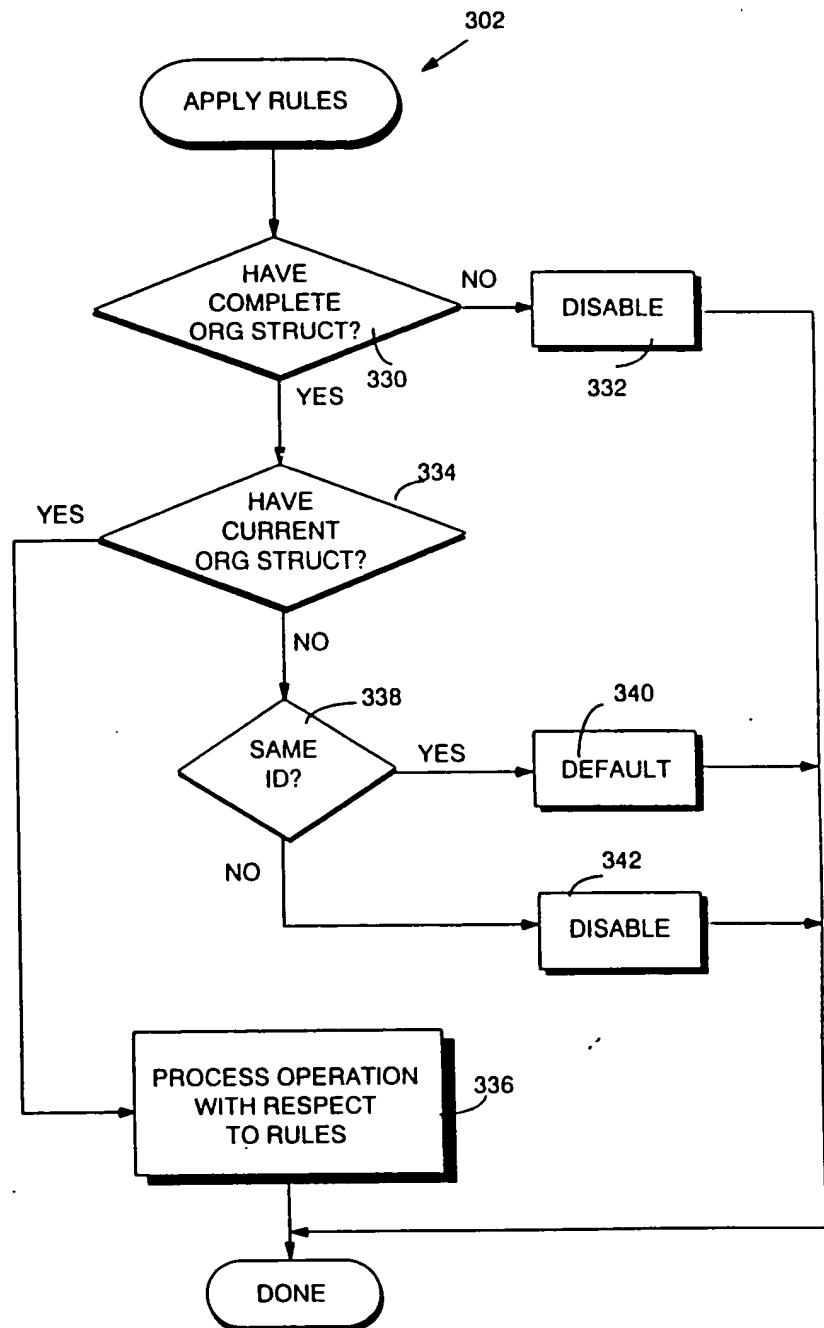 302
APPLY RULES
HAVE
COMPLETE
ORG STRUCT?
330
NO
DISABLE
332
YES
334
HAVE
CURRENT
ORG STRUCT?
YES
NO
338
SAME
ID?
YES
340
DEFAULT
NO
342
DISABLE
PROCESS OPERATION
WITH RESPECT
TO RULES
336
DONE